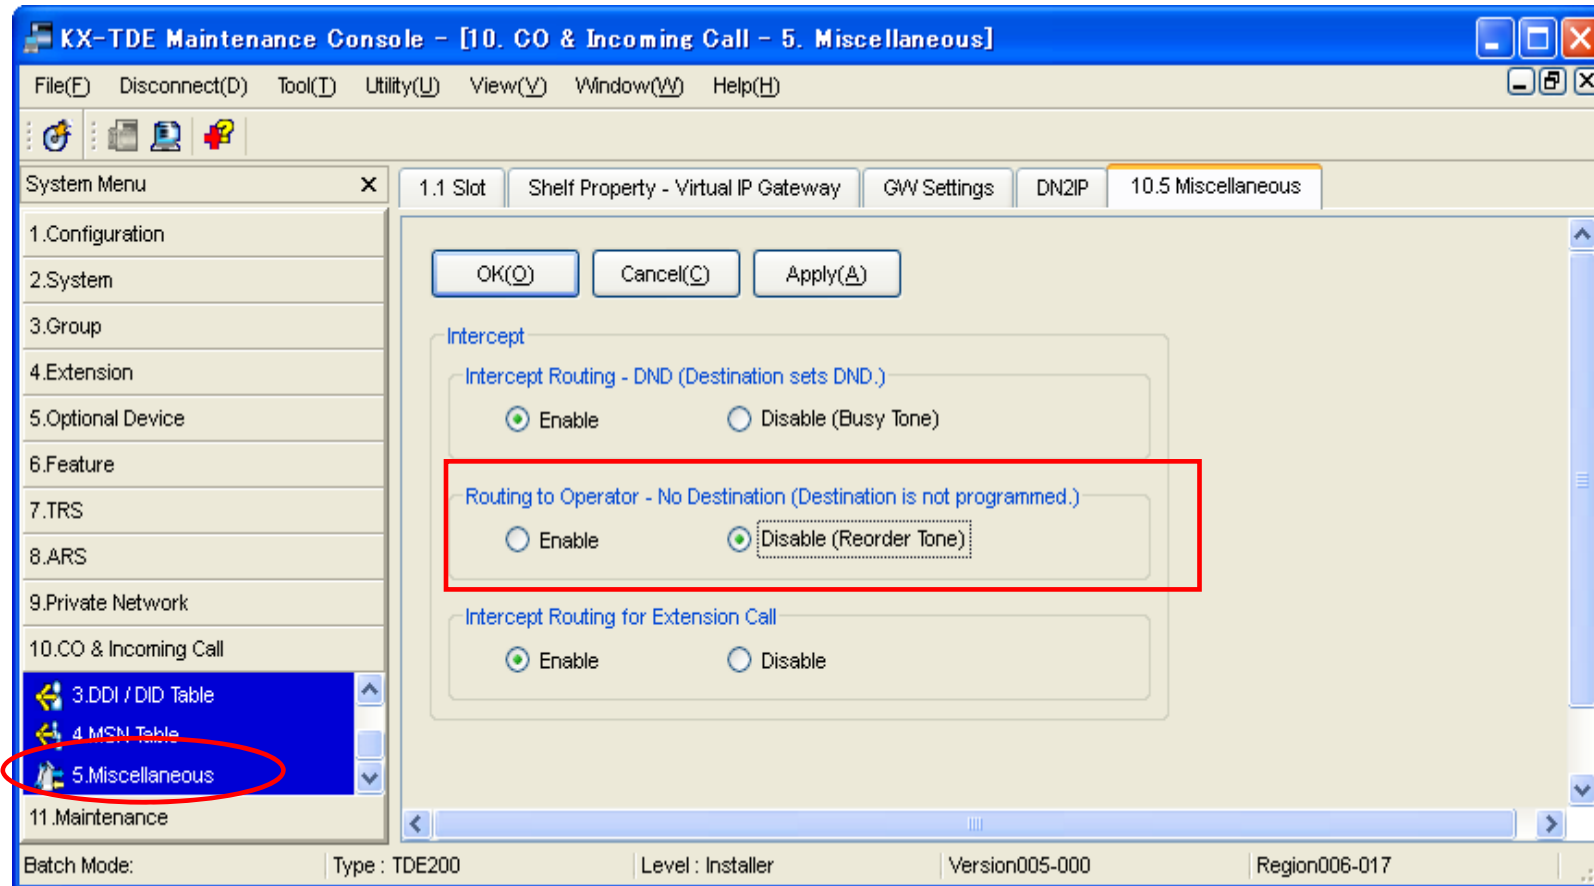 KX-TDE Maintenance Console - [10. CO & Incoming Call - 5. Miscellaneous]
File(F) Disconnect(D) Tool(T) Utility(U) View(V) Window(W) Help(H)
System Menu
1.1 Slot Shelf Property - Virtual IP Gateway GW Settings DN2IP 10.5 Miscellaneous
1.Configuration
2.System
3.Group
4.Extension
5.Optional Device
6.Feature
7.TRS
8.ARS
9.Private Network
10.CO & Incoming Call
3.DDI / DID Table
4.MSN Table
5.Miscellaneous
11.Maintenance
OK(O) Cancel(C) Apply(A)
Intercept
Intercept Routing - DND (Destination sets DND.)
Enable Disable (Busy Tone)
Routing to Operator - No Destination (Destination is not programmed.)
Enable Disable (Reorder Tone)
Intercept Routing for Extension Call
Enable Disable
Batch Mode: Type : TDE200 Level : Installer Version005-000 Region006-017